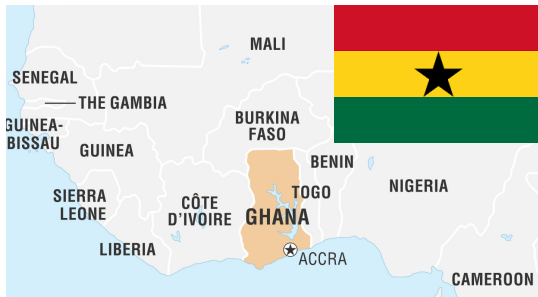 MALI
SENEGAL
THE GAMBIA
GUINEA-
BISSAU
GUINEA
BURKINA
FASO
BENIN
TOGO
NIGERIA
SIERRA
LEONE
CÔTE
D'IVOIRE
GHANA
LIBERIA
ACCRA
CAMEROON